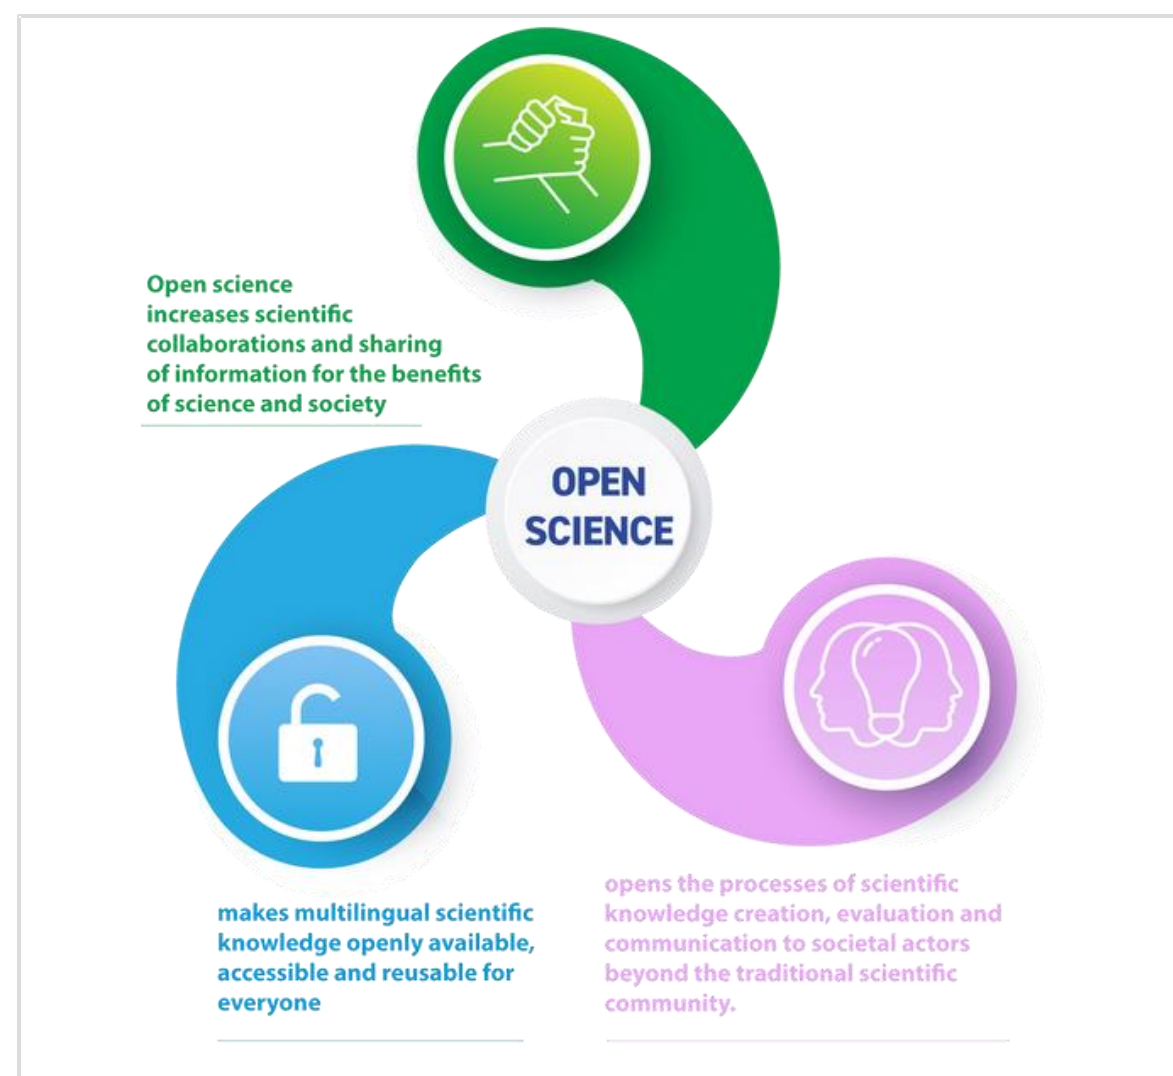 Open science
increases scientific
collaborations and sharing
of information for the benefits
of science and society
OPEN
SCIENCE
makes multilingual scientific
knowledge openly available,
accessible and reusable for
everyone
opens the processes of scientific
knowledge creation, evaluation and
communication to societal actors
beyond the traditional scientific
community.